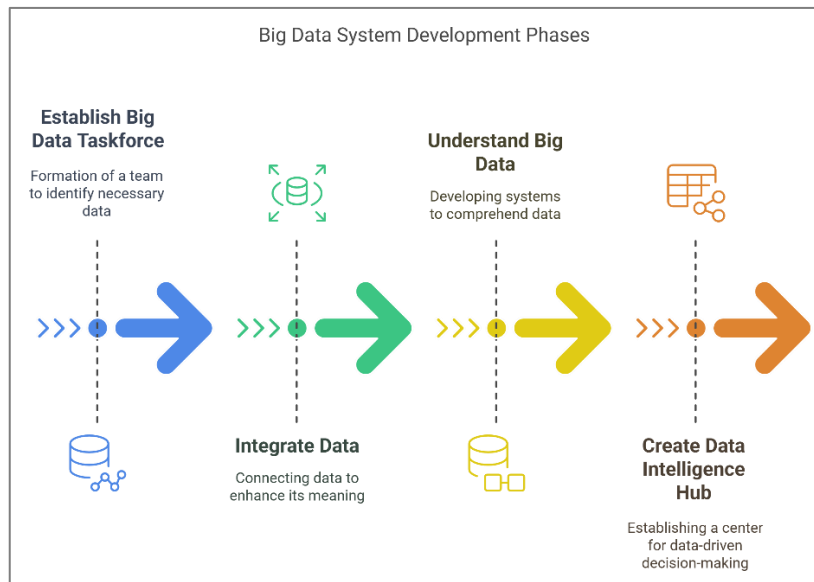 Big Data System Development Phases
Establish Big
Data Taskforce
Formation of a team
to identify necessary
data
Integrate Data
Connecting data to
enhance its meaning
Understand Big
Data
Developing systems
to comprehend data
Create Data
Intelligence
Hub
Establishing a center
for data-driven
decision-making